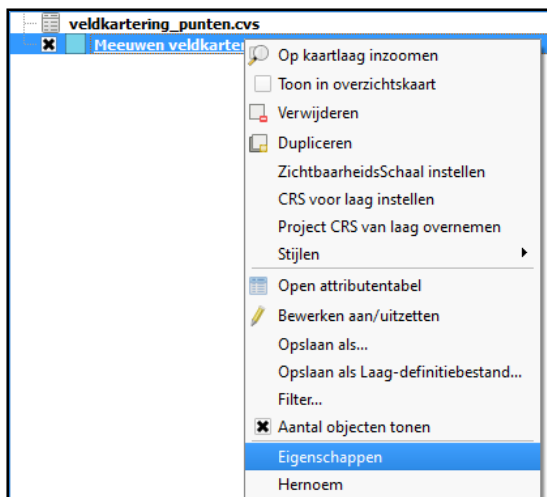 veldkartering_punten.cvs
Meeuwen veldkarter
Op kaartlaag inzoomen
Toon in overzichtskaart
Verwijderen
Dupliceren
ZichtbaarheidsSchaal instellen
CRS voor laag instellen
Project CRS van laag overnemen
Stijlen
Open attributentabel
Bewerken aan/uitzetten
Opslaan als...
Opslaan als Laag-definitiebestand...
Filter...
Aantal objecten tonen
Eigenschappen
Hernoem